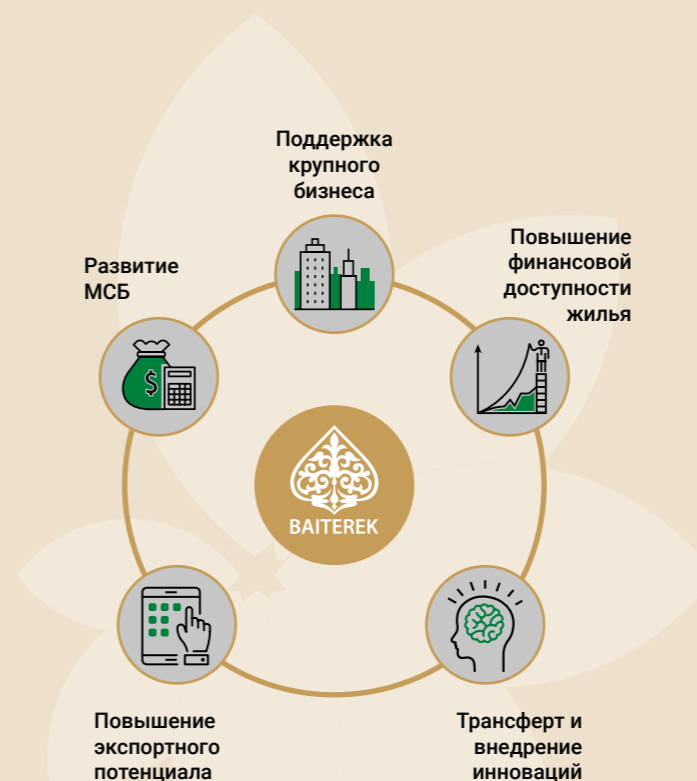 Поддержка
крупного
бизнеса
Повышение
финансовой
доступности
жилья
Развитие
МСБ
$
BAITEREK
Повышение
экспортного
потенциала
Трансферт и
внедрение
инноваций